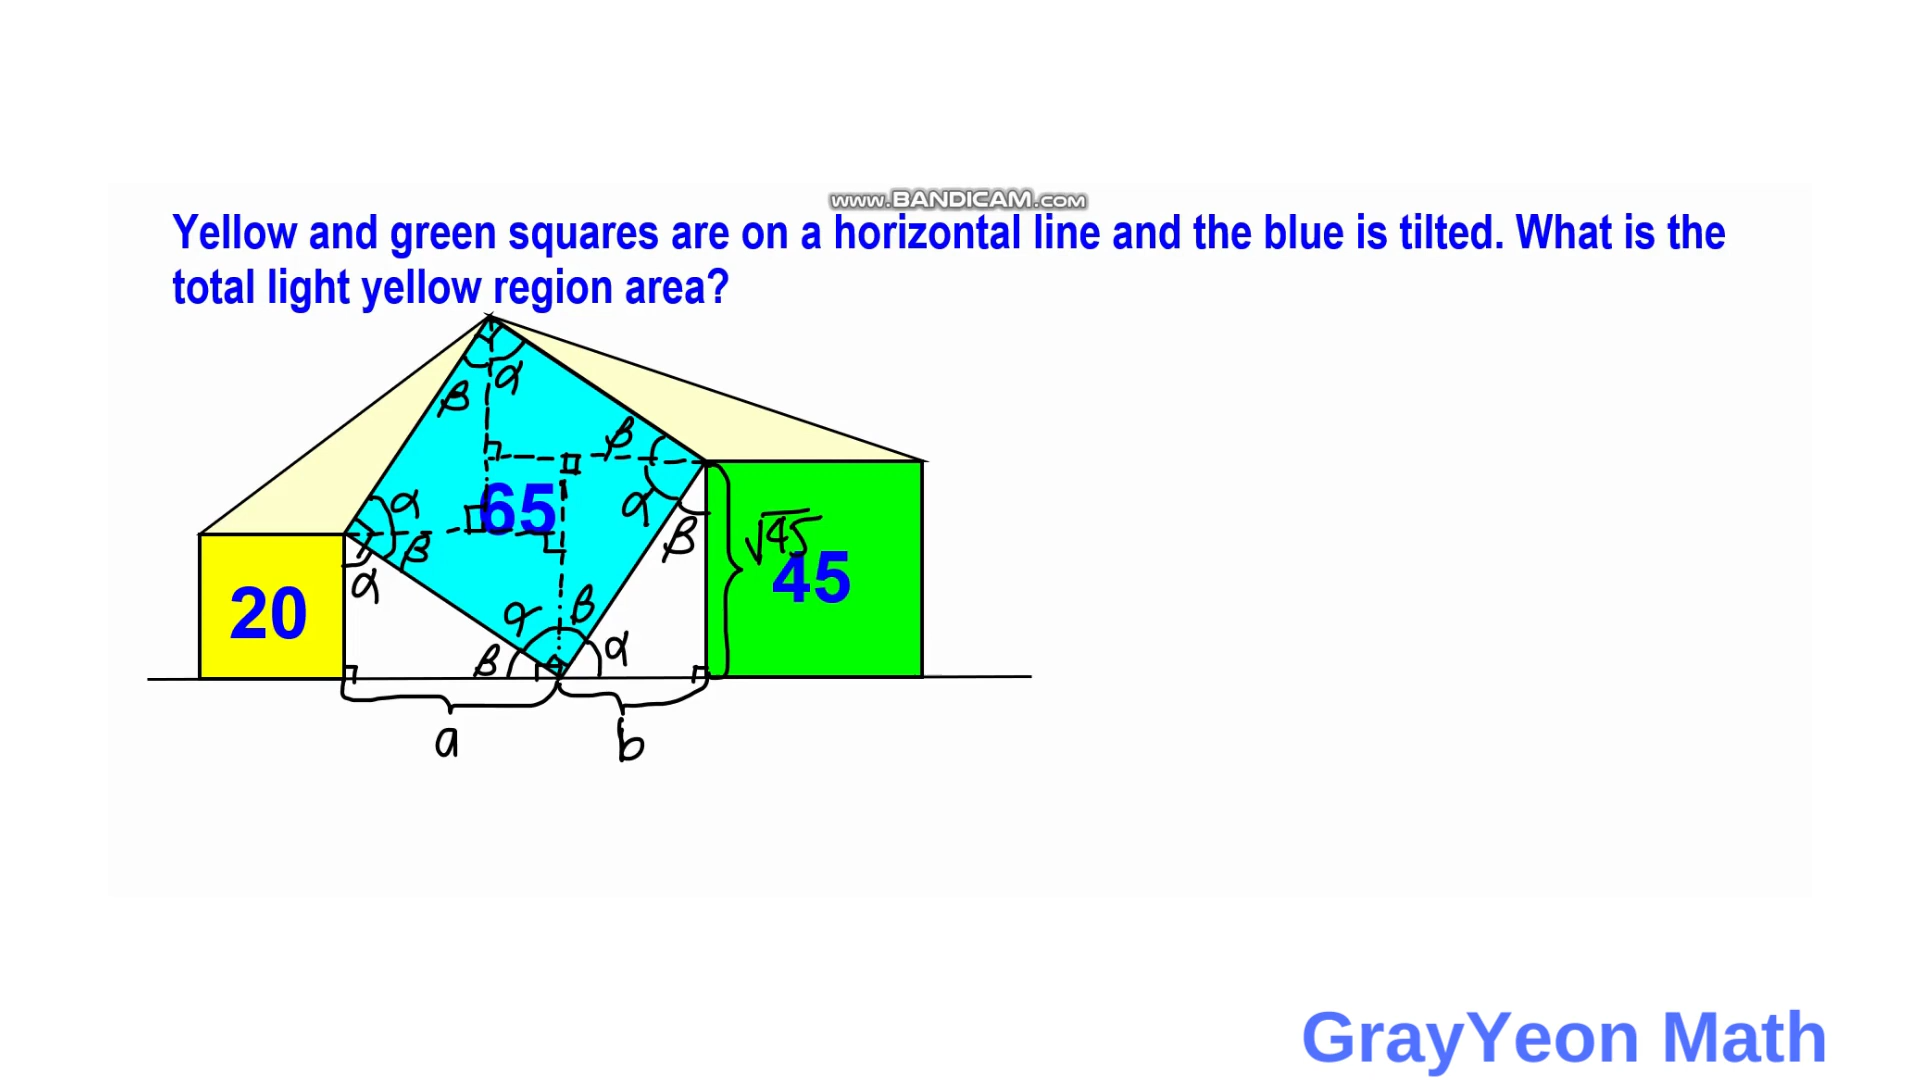 www.BANDICAM.com
Yellow and green squares are on a horizontal line and the blue is tilted. What is the
total light yellow region area?
β α
β
α 65 α
β β √45
20 α 45
α β
β α
a b
GrayYeon Math